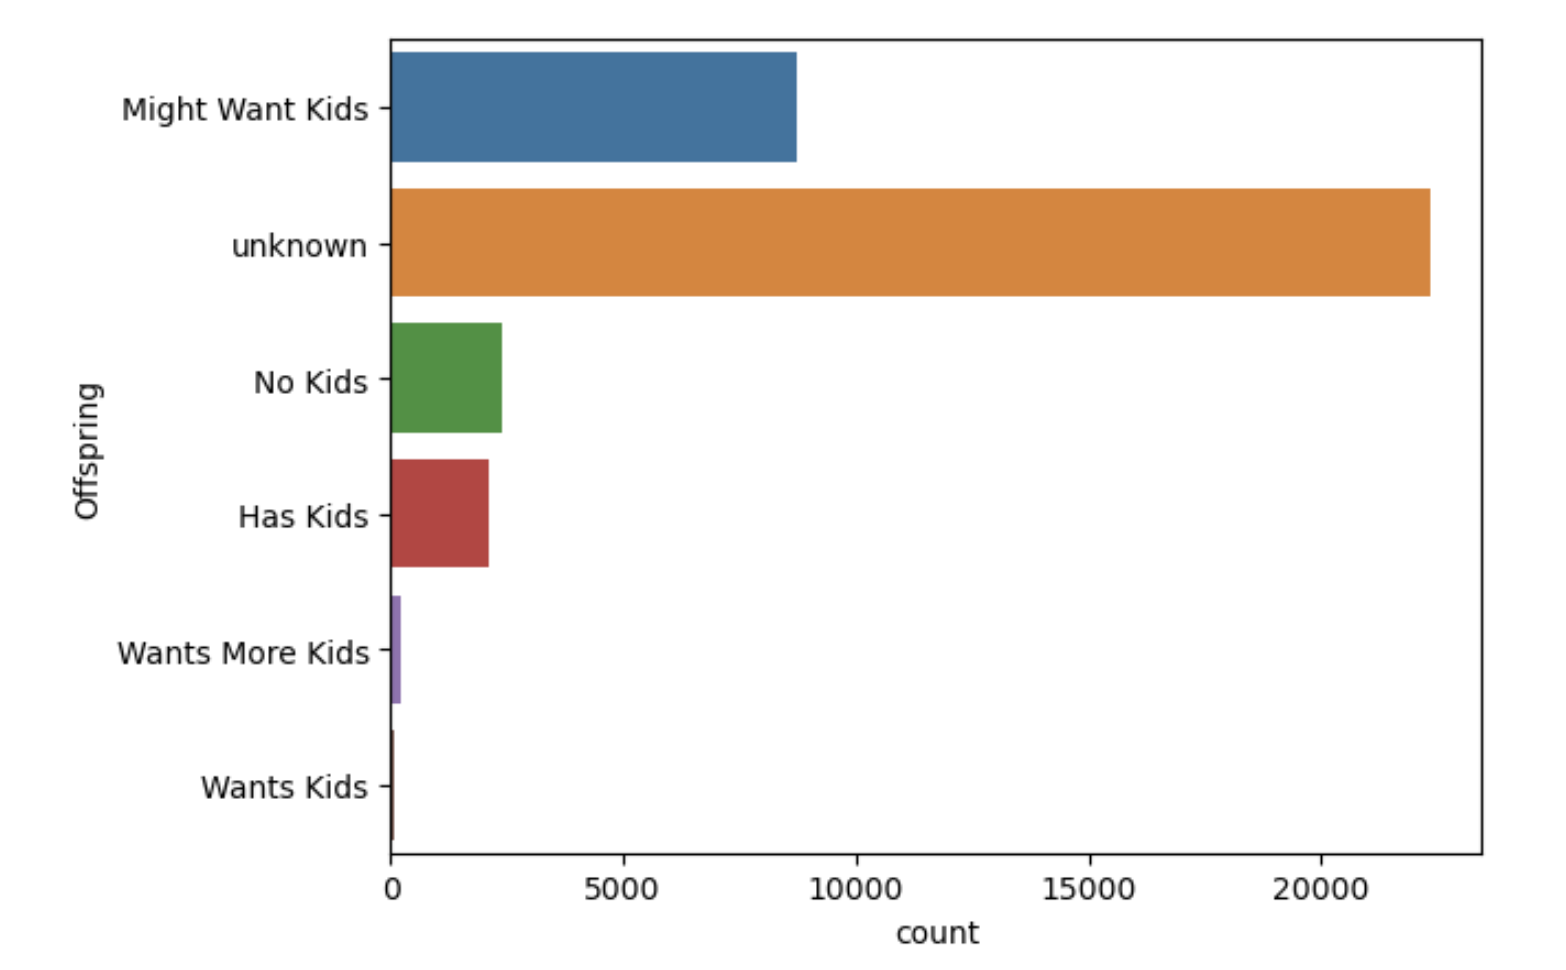 Might Want Kids
unknown
No Kids
Has Kids
Wants More Kids
Wants Kids
Offspring
0 5000 10000 15000 20000
count